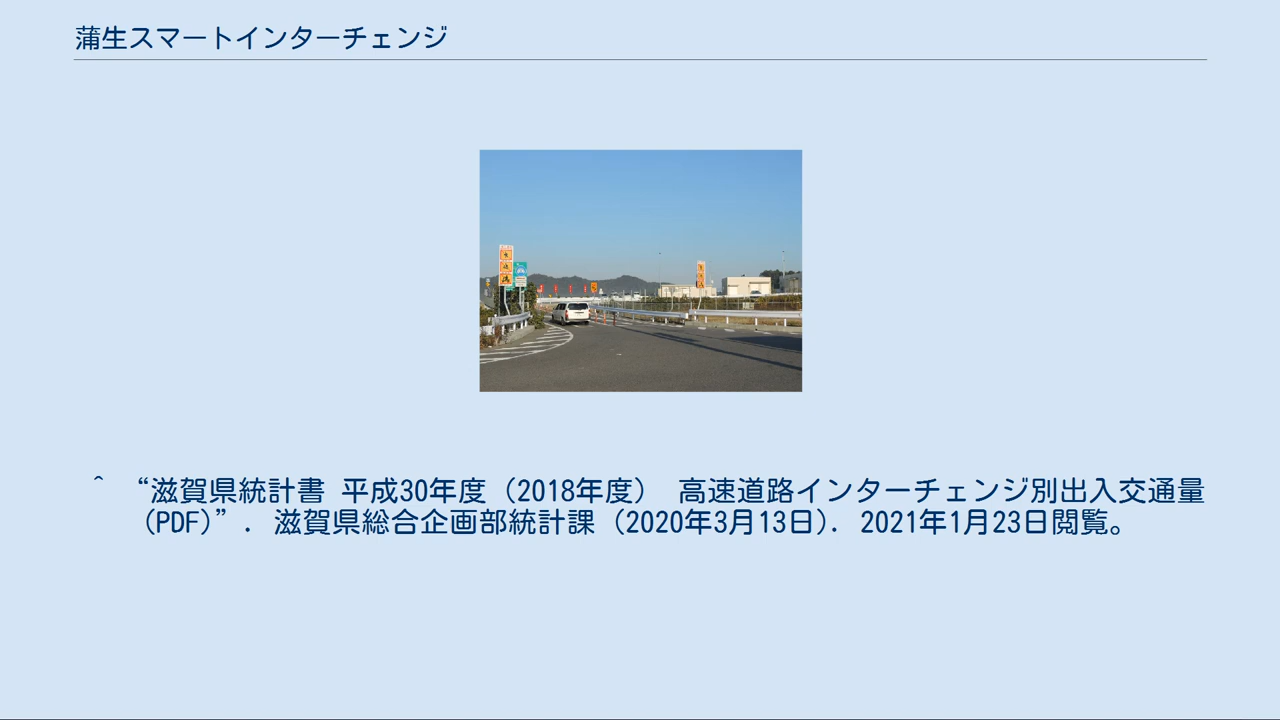 蒲生スマートインターチェンジ
^ “滋賀県統計書 平成30年度（2018年度） 高速道路インターチェンジ別出入交通量
（PDF）”． 滋賀県総合企画部統計課（2020年3月13日）． 2021年1月23日閲覧。